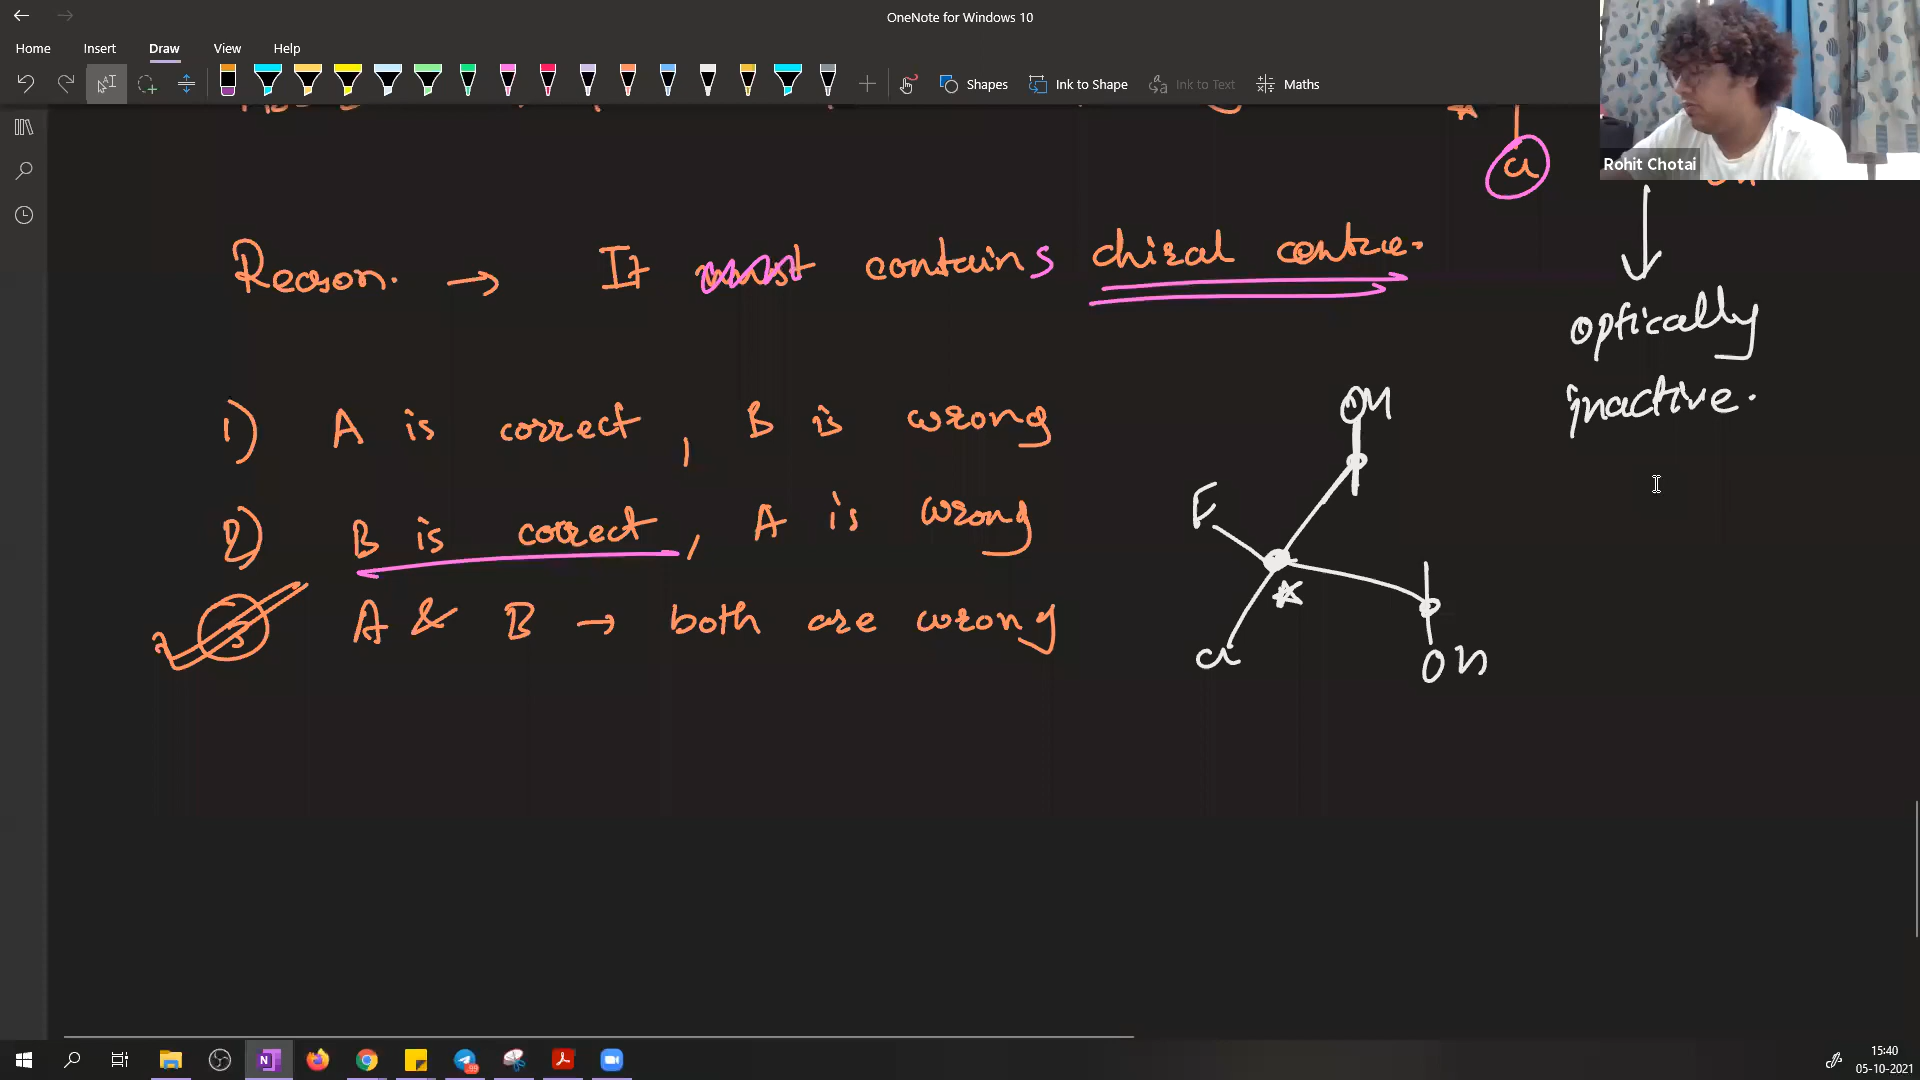 OneNote for Windows 10
Home Insert Draw View Help
Shapes Ink to Shape Ink to Text Maths
Rohit Chotai
Cl
Reason. → It must contains chiral centre.
optically
inactive.
1) A is correct, B is wrong
2) B is correct, A is wrong
3 A & B → both are wrong
OH
F
Cl
OH
15:40
05-10-2021